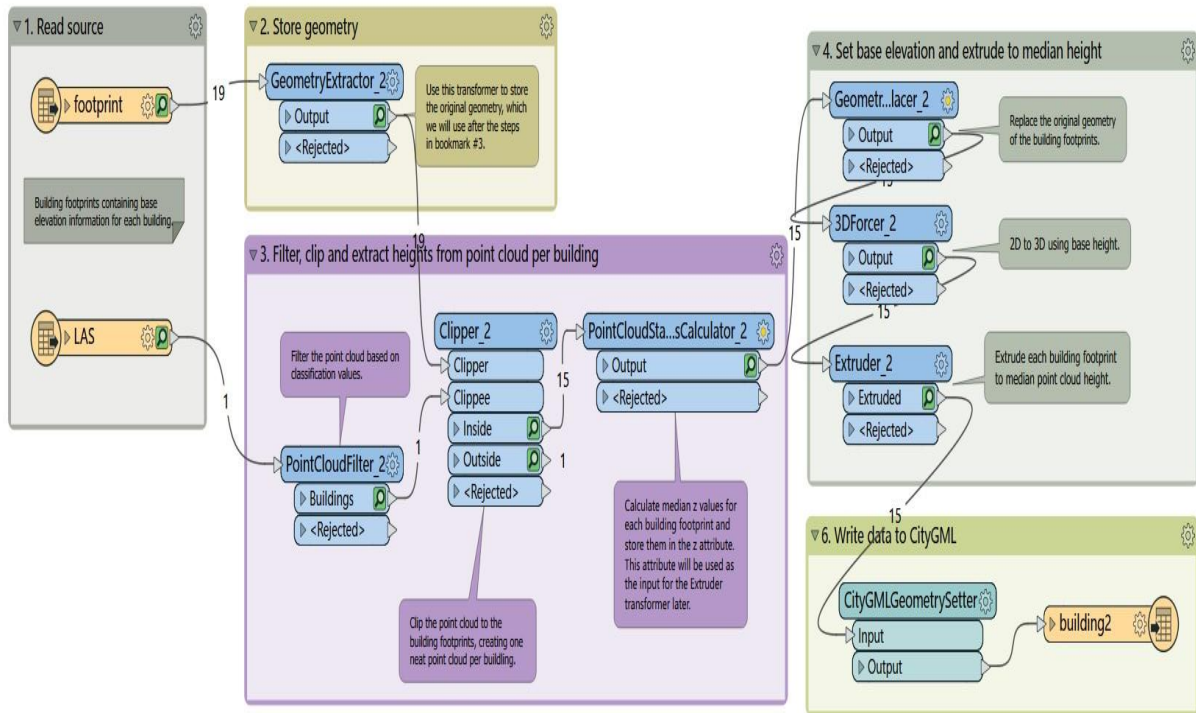 1. Read source
footprint
19
Building footprints containing base
elevation information for each building.
LAS
1
2. Store geometry
GeometryExtractor_2
Output
<Rejected>
Use this transformer to store
the original geometry, which
we will use after the steps
in bookmark #3.
19
3. Filter, clip and extract heights from point cloud per building
Filter the point cloud based on
classification values.
PointCloudFilter_2
Buildings
<Rejected>
1
Clipper_2
Clipper
Clippee
Inside
Outside
<Rejected>
15
1
Clip the point cloud to the
building footprints, creating one
neat point cloud per buildling.
PointCloudSta...sCalculator_2
Output
<Rejected>
Calculate median z values for
each building footprint and
store them in the z attribute.
This attribute will be used as
the input for the Extruder
transformer later.
15
4. Set base elevation and extrude to median height
Geometr...lacer_2
Output
<Rejected>
Replace the original geometry
of the building footprints.
15
3DForcer_2
Output
<Rejected>
2D to 3D using base height.
15
Extruder_2
Extruded
<Rejected>
Extrude each building footprint
to median point cloud height.
15
6. Write data to CityGML
CityGMLGeometrySetter
Input
Output
building2